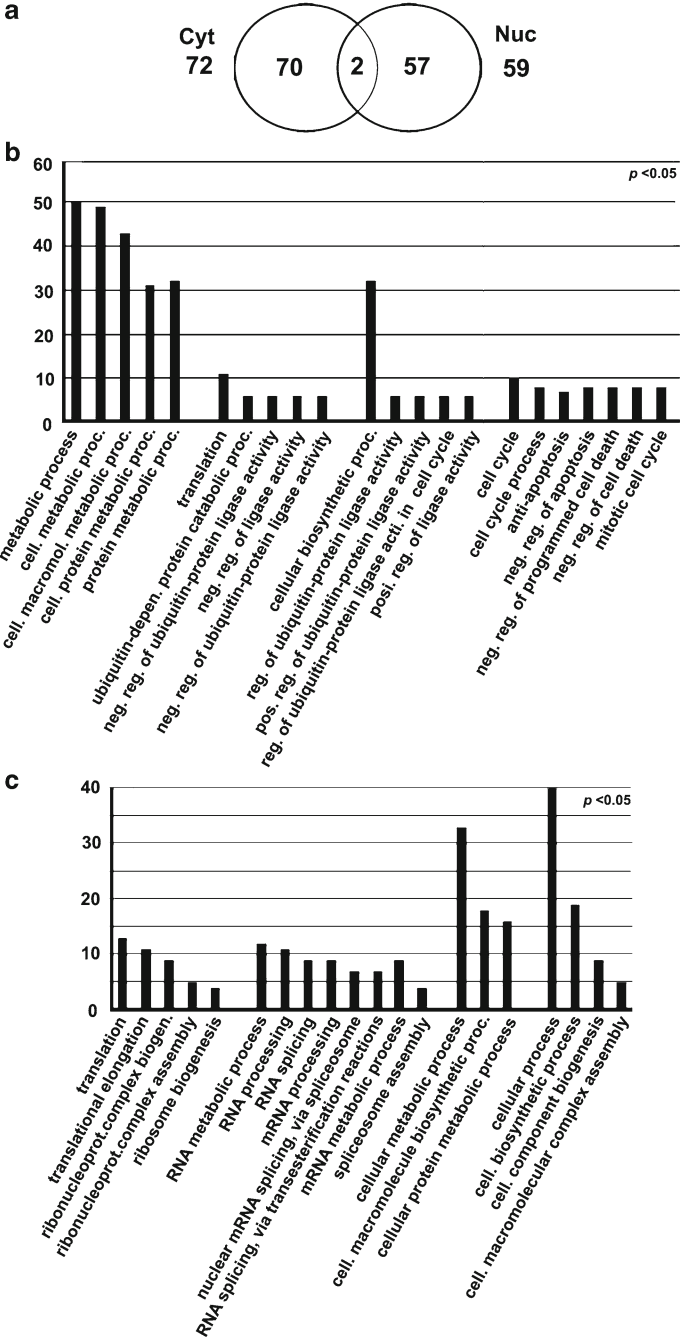 a
Cyt
72
70
2
57
Nuc
59
b
p <0.05
60
50
40
30
20
10
0
metabolic process
cell. metabolic proc.
cell. macromol. metabolic proc.
cell. protein metabolic proc.
protein metabolic proc.
translation
ubiquitin-depen. protein catabolic proc.
neg. reg. of ubiquitin-protein ligase activity
neg. reg. of ligase activity
neg. reg. of ubiquitin-protein ligase activity
cellular biosynthetic proc.
reg. of ubiquitin-protein ligase activity
pos. reg. of ubiquitin-protein ligase activity
reg. of ubiquitin-protein ligase acti. in cell cycle
posi. reg. of ligase activity
cell cycle
cell cycle process
anti-apoptosis
neg. reg. of apoptosis
neg. reg. of programmed cell death
neg. reg. of cell death
mitotic cell cycle
c
p <0.05
40
30
20
10
0
translation
translational elongation
ribonucleoprot.complex biogen.
ribonucleoprot.complex assembly
ribosome biogenesis
RNA metabolic process
RNA processing
RNA splicing
mRNA processing
nuclear mRNA splicing, via spliceosome
RNA splicing, via transesterification reactions
mRNA metabolic process
spliceosome assembly
cellular metabolic process
cell. macromolecule biosynthetic proc.
cellular protein metabolic process
cellular process
cell. biosynthetic process
cell. component biogenesis
cell. macromolecular complex assembly